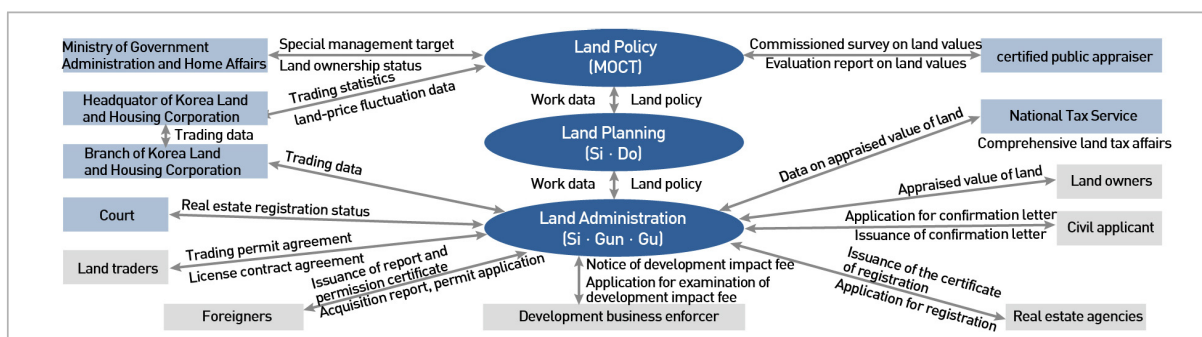 Ministry of Government
Administration and Home Affairs
Special management target
Land ownership status
Land Policy
(MOCT)
Commissioned survey on land values
Evaluation report on land values
certified public appraiser
Headquator of Korea Land
and Housing Corporation
Trading statistics
land-price fluctuation data
Work data
Land policy
Trading data
Land Planning
(Si · Do)
National Tax Service
Comprehensive land tax affairs
Branch of Korea Land
and Housing Corporation
Trading data
Work data
Land policy
Data on appraised value of land
Appraised value of land
Land owners
Court
Real estate registration status
Land Administration
(Si · Gun · Gu)
Application for confirmation letter
Issuance of confirmation letter
Civil applicant
Land traders
Trading permit agreement
License contract agreement
Issuance of report and
permission certificate
Acquisition report, permit application
Foreigners
Notice of development impact fee
Application for examination of
development impact fee
Development business enforcer
Issuance of the certificate
of registration
Application for registration
Real estate agencies